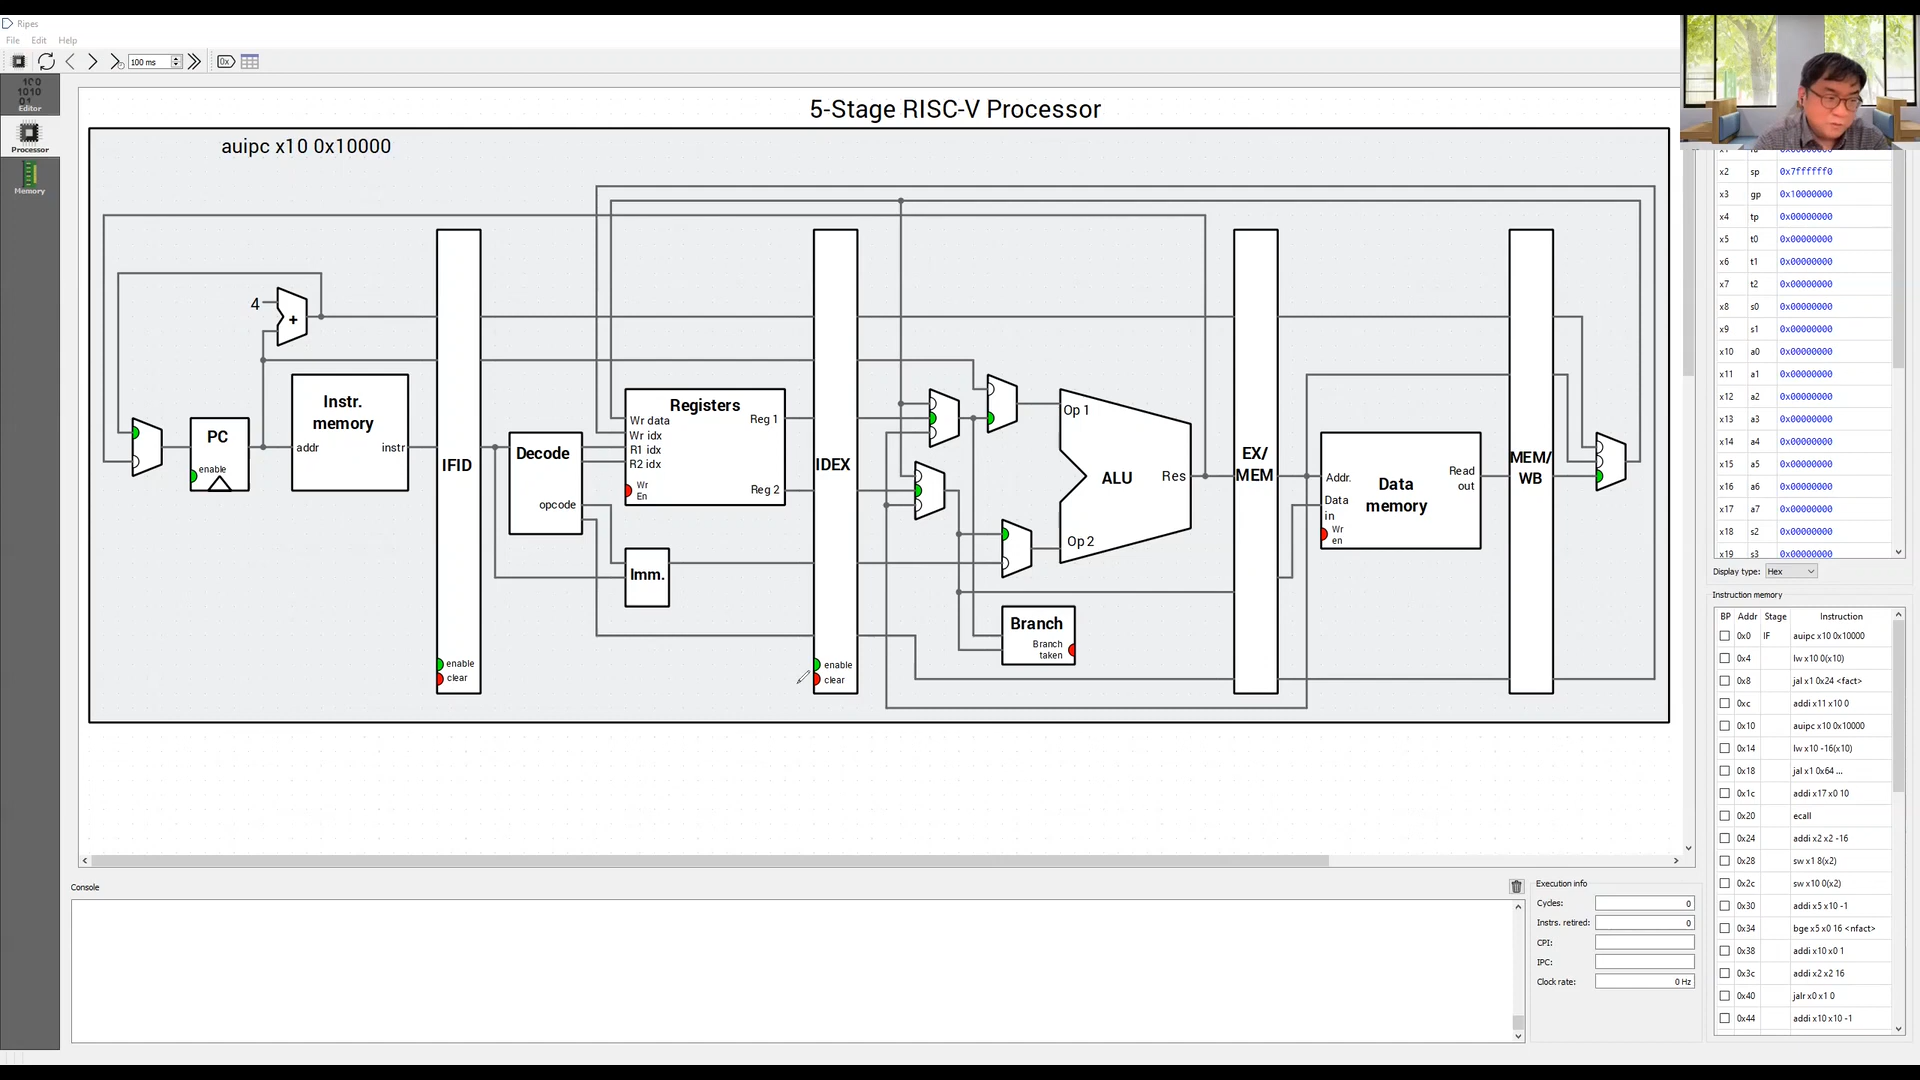 Ripes
File Edit Help
100 ms
0x
Editor
Processor
Memory
5-Stage RISC-V Processor
auipc x10 0x10000
4
+
PC
enable
Instr.
memory
addr
instr
IFID
enable
clear
Decode
opcode
Registers
Wr data
Wr idx
R1 idx
R2 idx
Wr
En
Reg 1
Reg 2
Imm.
IDEX
enable
clear
Op 1
ALU
Res
Op 2
Branch
Branch
taken
EX/
MEM
Addr.
Data
in
Wr
en
Data
memory
Read
out
MEM/
WB
x2 sp 0x7ffffff0
x3 gp 0x10000000
x4 tp 0x00000000
x5 t0 0x00000000
x6 t1 0x00000000
x7 t2 0x00000000
x8 s0 0x00000000
x9 s1 0x00000000
x10 a0 0x00000000
x11 a1 0x00000000
x12 a2 0x00000000
x13 a3 0x00000000
x14 a4 0x00000000
x15 a5 0x00000000
x16 a6 0x00000000
x17 a7 0x00000000
x18 s2 0x00000000
x19 s3 0x00000000
Display type: Hex
Instruction memory
BP Addr Stage Instruction
0x0 IF auipc x10 0x10000
0x4 lw x10 0(x10)
0x8 jal x1 0x24 <fact>
0xc addi x11 x10 0
0x10 auipc x10 0x10000
0x14 lw x10 -16(x10)
0x18 jal x1 0x64 ...
0x1c addi x17 x0 10
0x20 ecall
0x24 addi x2 x2 -16
0x28 sw x1 8(x2)
0x2c sw x10 0(x2)
0x30 addi x5 x10 -1
0x34 bge x5 x0 16 <nfact>
0x38 addi x10 x0 1
0x3c addi x2 x2 16
0x40 jalr x0 x1 0
0x44 addi x10 x10 -1
Console
Execution info
Cycles: 0
Instrs. retired: 0
CPI:
IPC:
Clock rate: 0 Hz